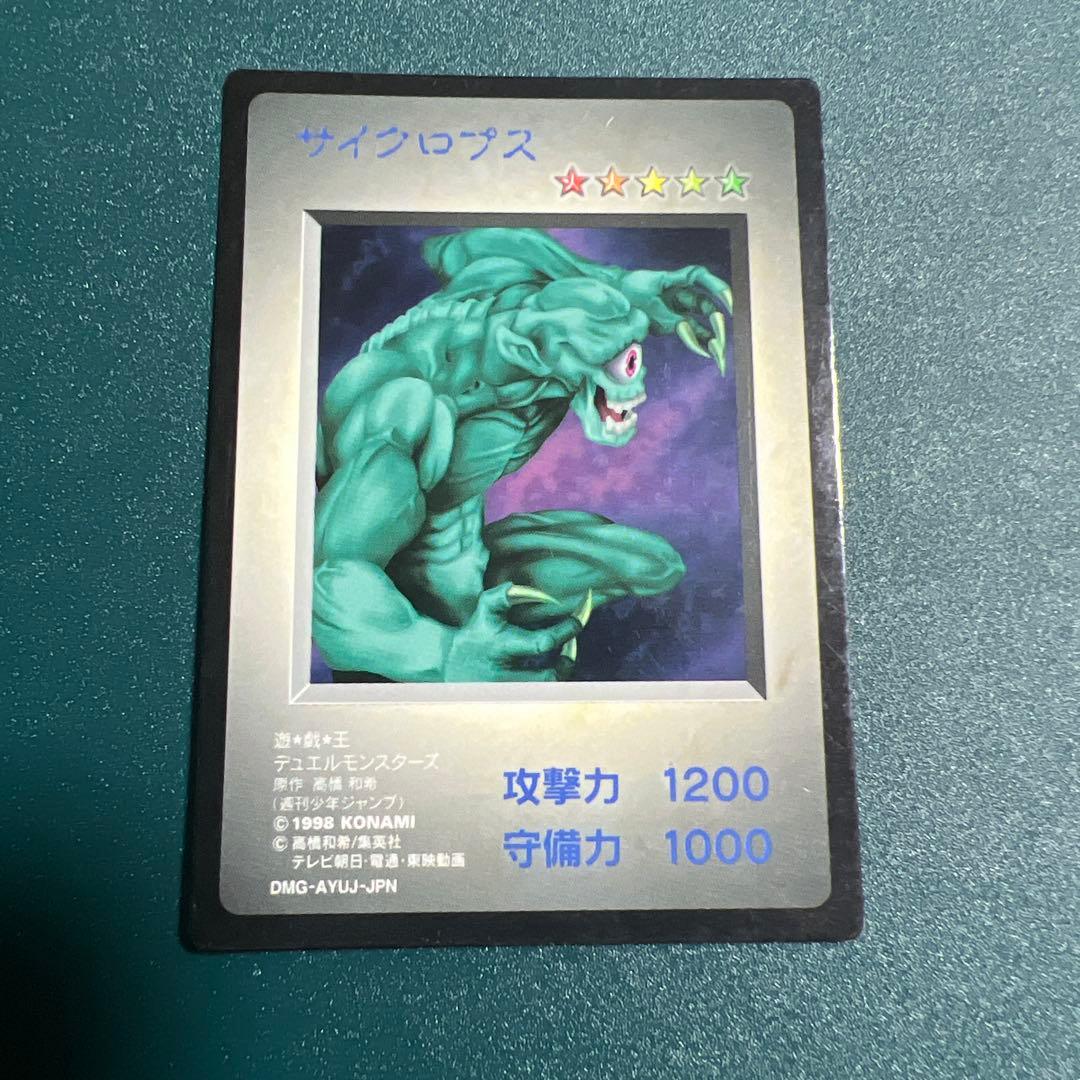 サイクロプス
遊★戯★王
デュエルモンスターズ
原作 高橋 和希
(週刊少年ジャンプ)
©1998 KONAMI
© 高橋和希/集英社
テレビ朝日・電通・東映動画
DMG-AYUJ-JPN
攻撃力 1200
守備力 1000